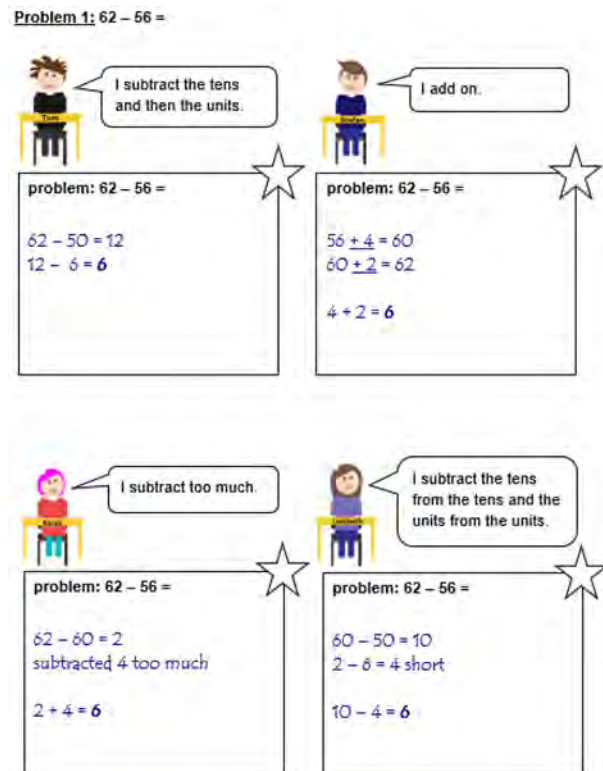 Problem 1: 62 – 56 =
I subtract the tens
and then the units.
I add on.
Tom
Stefan
problem: 62 – 56 =
62 – 50 = 12
12 – 6 = 6
problem: 62 – 56 =
56 + 4 = 60
60 + 2 = 62
4 + 2 = 6
I subtract too much.
I subtract the tens
from the tens and the
units from the units.
Sarah
problem: 62 – 56 =
62 – 60 = 2
subtracted 4 too much
2 + 4 = 6
problem: 62 – 56 =
60 – 50 = 10
2 – 6 = 4 short
10 – 4 = 6